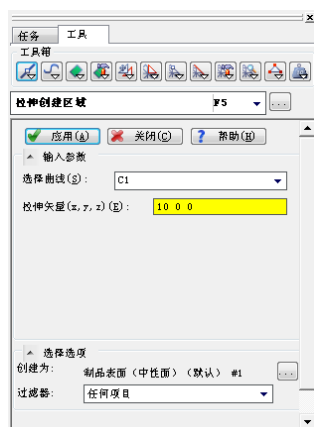 任务 工具
工具箱
拉伸创建区域 F5 ...
应用(A) 关闭(C) ? 帮助(H)
输入参数
选择曲线(S): C1
拉伸矢量(x,y,z)(E): 10 0 0
选择选项
创建为: 制品表面（中性面）（默认） #1 ...
过滤器: 任何项目